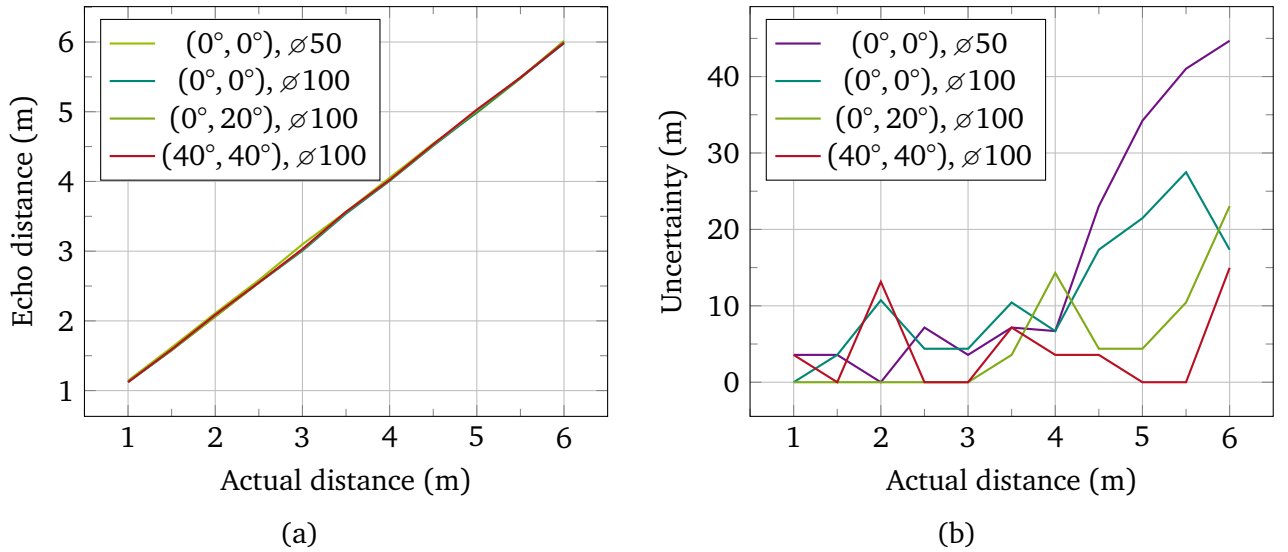 (0°, 0°), ⌀50
(0°, 0°), ⌀100
(0°, 20°), ⌀100
(40°, 40°), ⌀100
Echo distance (m)
6
5
4
3
2
1
1 2 3 4 5 6
Actual distance (m)
(a)
(0°, 0°), ⌀50
(0°, 0°), ⌀100
(0°, 20°), ⌀100
(40°, 40°), ⌀100
Uncertainty (m)
40
30
20
10
0
1 2 3 4 5 6
Actual distance (m)
(b)